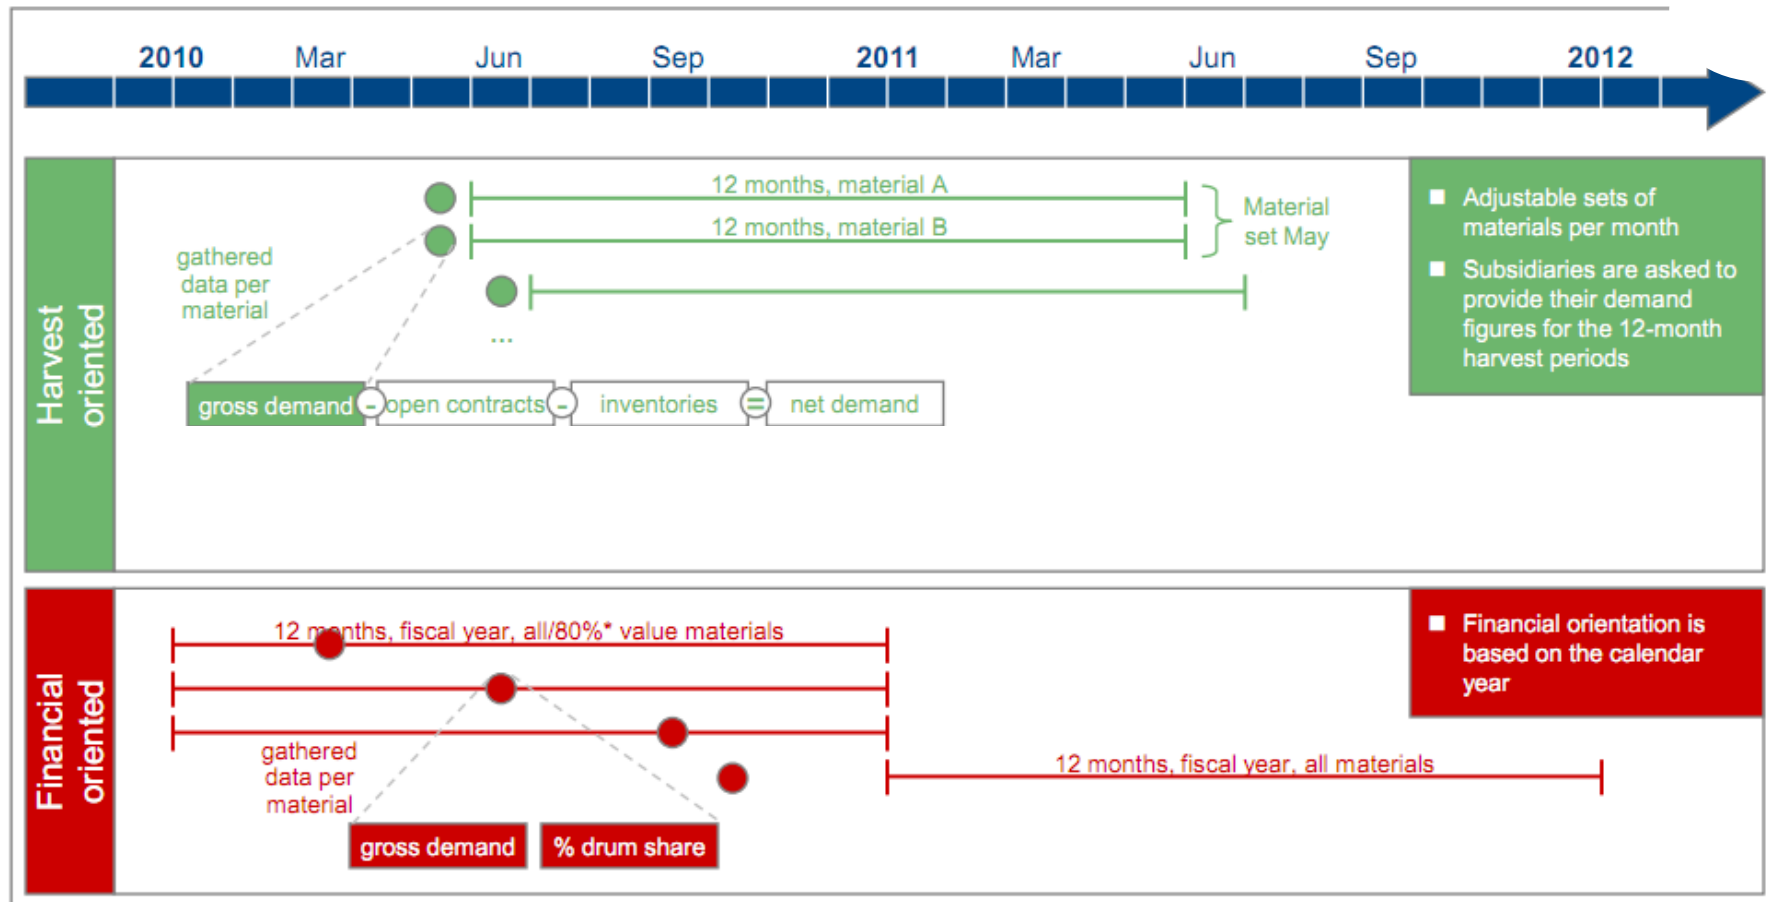 2010 Mar Jun Sep 2011 Mar Jun Sep 2012
Harvest
oriented
12 months, material A
12 months, material B
Material
set May
gathered
data per
material
...
gross demand - open contracts - inventories = net demand
■ Adjustable sets of
materials per month
■ Subsidiaries are asked to
provide their demand
figures for the 12-month
harvest periods
Financial
oriented
12 months, fiscal year, all/80%* value materials
gathered
data per
material
12 months, fiscal year, all materials
gross demand
% drum share
■ Financial orientation is
based on the calendar
year